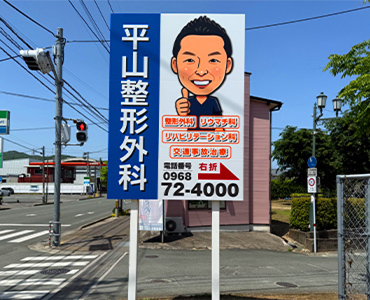 平山整形外科
整形外科 リウマチ科
リハビリテーション科
交通事故治療
電話番号 右折
0968
72-4000